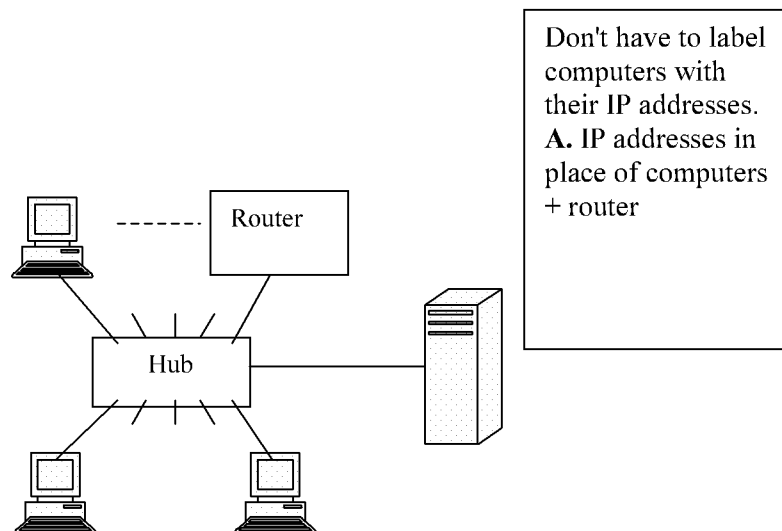 Don't have to label
computers with
their IP addresses.
A. IP addresses in
place of computers
+ router
Router
Hub